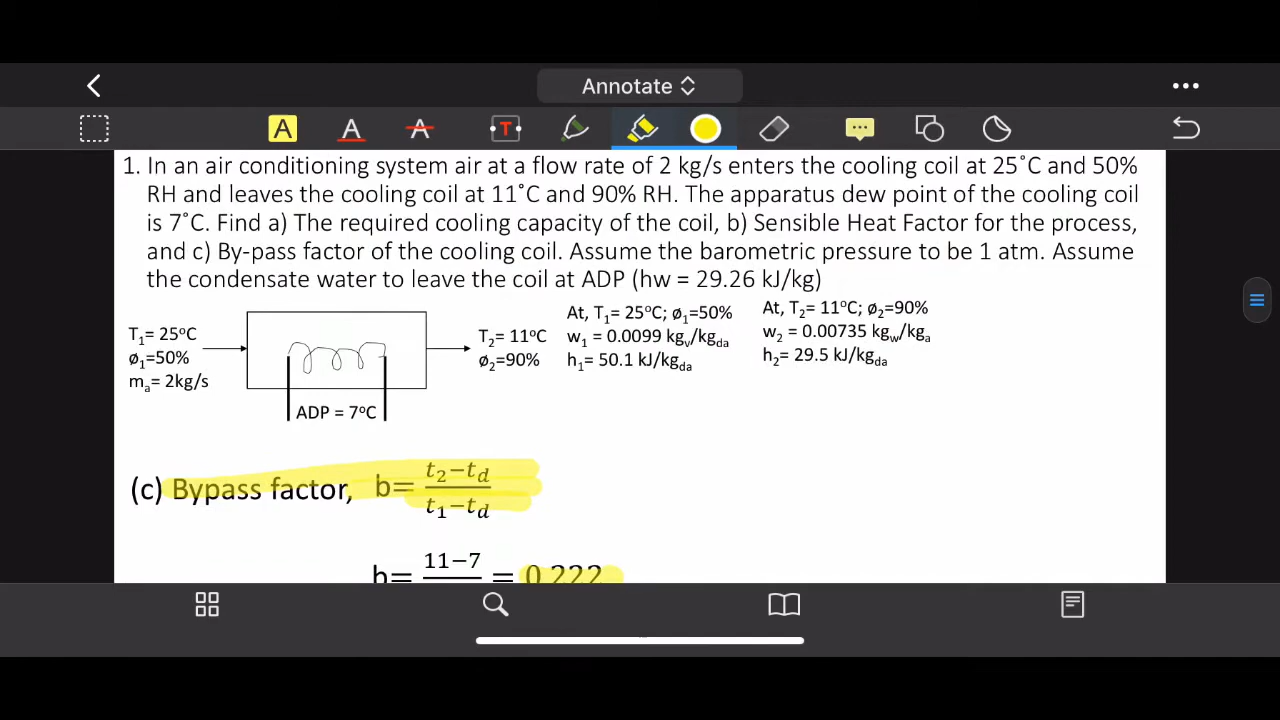 Annotate
A A A T
1. In an air conditioning system air at a flow rate of 2 kg/s enters the cooling coil at 25˚C and 50%
RH and leaves the cooling coil at 11˚C and 90% RH. The apparatus dew point of the cooling coil
is 7˚C. Find a) The required cooling capacity of the coil, b) Sensible Heat Factor for the process,
and c) By-pass factor of the cooling coil. Assume the barometric pressure to be 1 atm. Assume
the condensate water to leave the coil at ADP (hw = 29.26 kJ/kg)
T₁= 25ºC
ø₁=50%
mₐ= 2kg/s
ADP = 7ºC
T₂= 11ºC
ø₂=90%
At, T₁= 25ºC; ø₁=50%
w₁ = 0.0099 kgᵥ/kg_da
h₁= 50.1 kJ/kg_da
At, T₂= 11ºC; ø₂=90%
w₂ = 0.00735 kg_w/kgₐ
h₂= 29.5 kJ/kg_da
(c) Bypass factor, b= (t₂−t_d)/(t₁−t_d)
b= 11−7 = 0.222